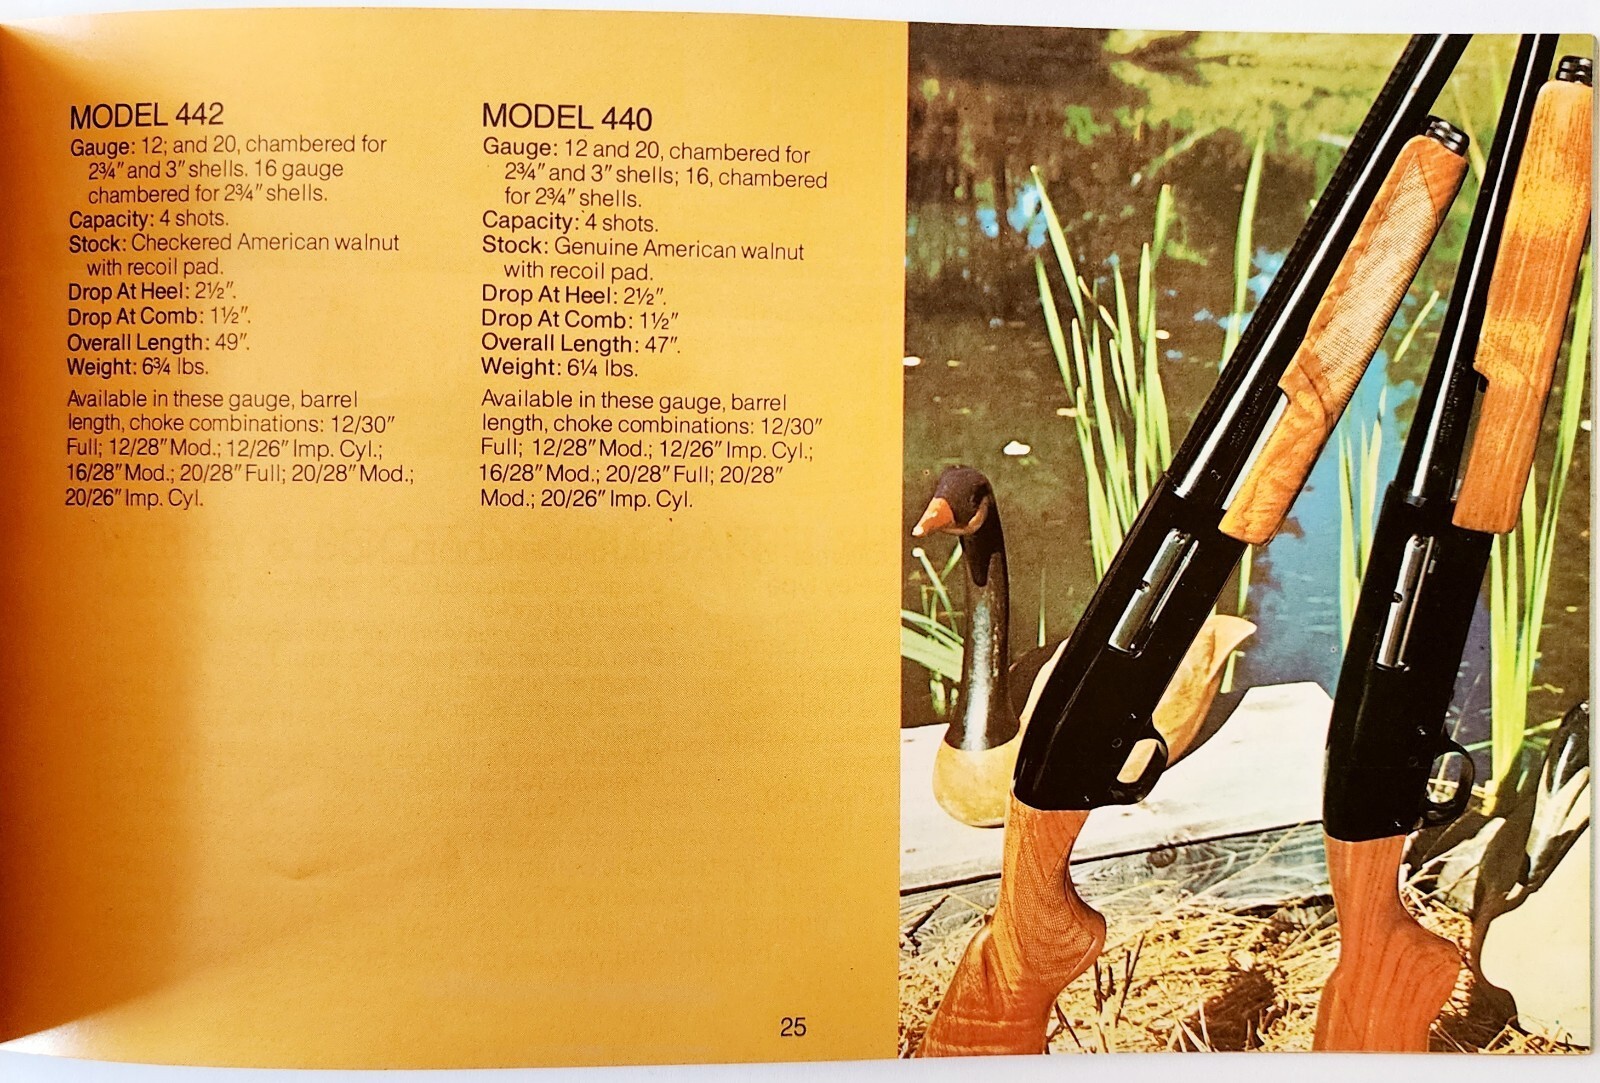 MODEL 442
Gauge: 12; and 20, chambered for
2¾" and 3" shells. 16 gauge
chambered for 2¾" shells.
Capacity: 4 shots.
Stock: Checkered American walnut
with recoil pad.
Drop At Heel: 2½".
Drop At Comb: 1½".
Overall Length: 49".
Weight: 6¾ lbs.
Available in these gauge, barrel
length, choke combinations: 12/30"
Full; 12/28" Mod.; 12/26" Imp. Cyl.;
16/28" Mod.; 20/28" Full; 20/28" Mod.;
20/26" Imp. Cyl.
MODEL 440
Gauge: 12 and 20, chambered for
2¾" and 3" shells; 16, chambered
for 2¾" shells.
Capacity: 4 shots.
Stock: Genuine American walnut
with recoil pad.
Drop At Heel: 2½".
Drop At Comb: 1½"
Overall Length: 47".
Weight: 6¼ lbs.
Available in these gauge, barrel
length, choke combinations: 12/30"
Full; 12/28" Mod.; 12/26" Imp. Cyl.;
16/28" Mod.; 20/28" Full; 20/28"
Mod.; 20/26" Imp. Cyl.
25